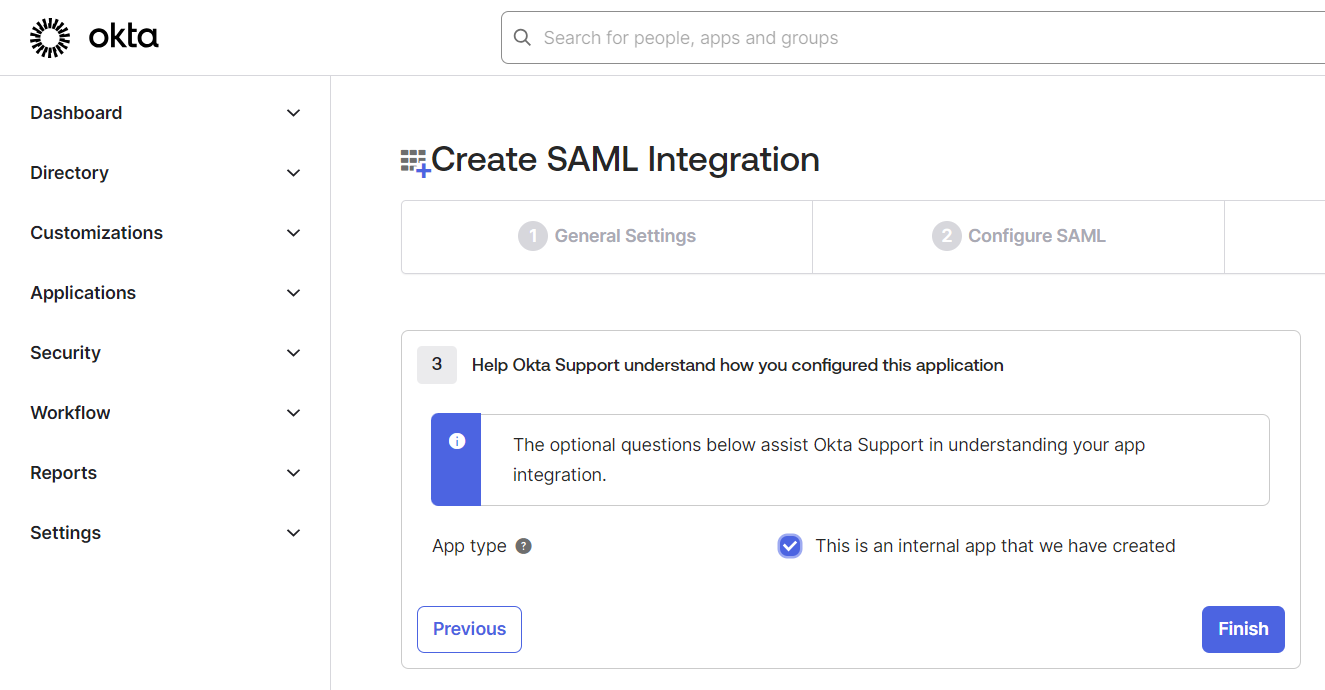 okta
Search for people, apps and groups
Dashboard
Directory
Customizations
Applications
Security
Workflow
Reports
Settings
Create SAML Integration
1 General Settings
2 Configure SAML
3 Help Okta Support understand how you configured this application
The optional questions below assist Okta Support in understanding your app
integration.
App type ? This is an internal app that we have created
Previous
Finish